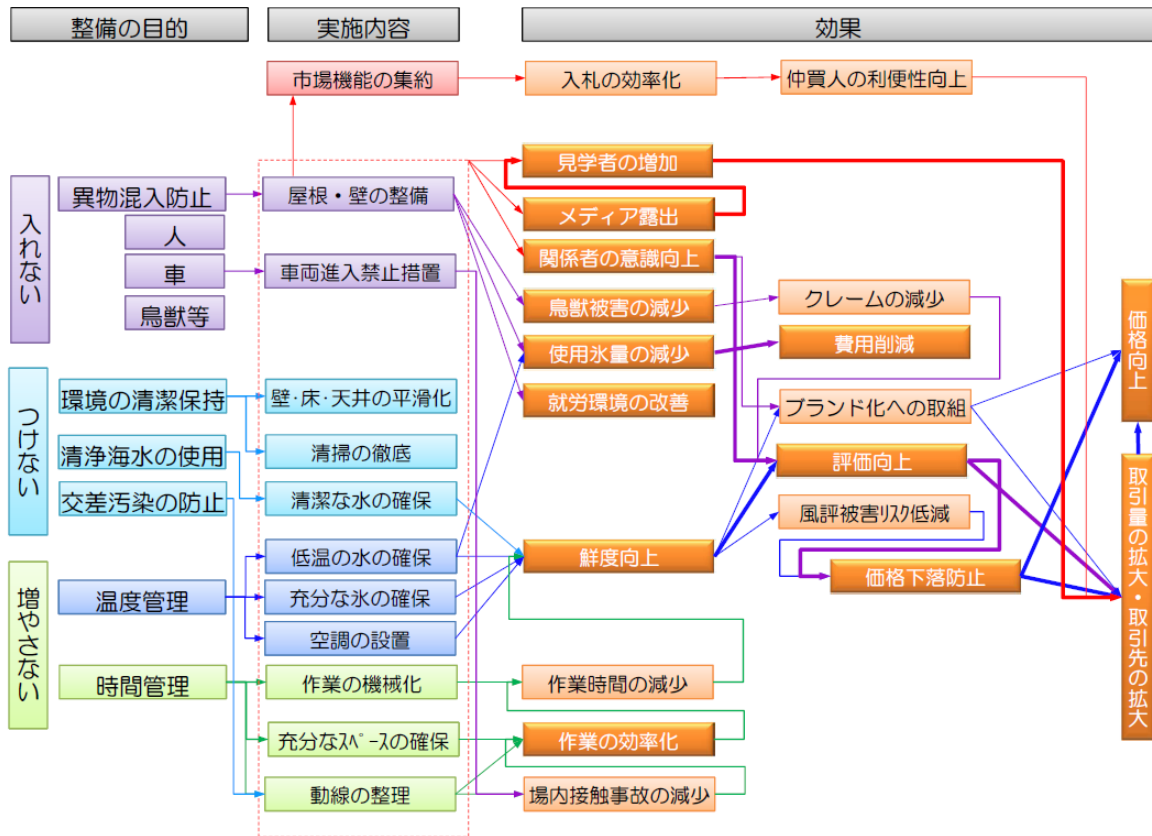 整備の目的
実施内容
効果
市場機能の集約
入札の効率化
仲買人の利便性向上
入れない
異物混入防止
人
車
鳥獣等
屋根・壁の整備
車両進入禁止措置
見学者の増加
メディア露出
関係者の意識向上
鳥獣被害の減少
使用氷量の減少
就労環境の改善
クレームの減少
費用削減
ブランド化への取組
評価向上
風評被害ﾘｽｸ低減
価格下落防止
価格向上
取引量の拡大・取引先の拡大
つけない
環境の清潔保持
清浄海水の使用
交差汚染の防止
壁・床・天井の平滑化
清掃の徹底
清潔な水の確保
鮮度向上
増やさない
温度管理
時間管理
低温の水の確保
充分な氷の確保
空調の設置
作業の機械化
充分なｽﾍﾟｰｽの確保
動線の整理
作業時間の減少
作業の効率化
場内接触事故の減少